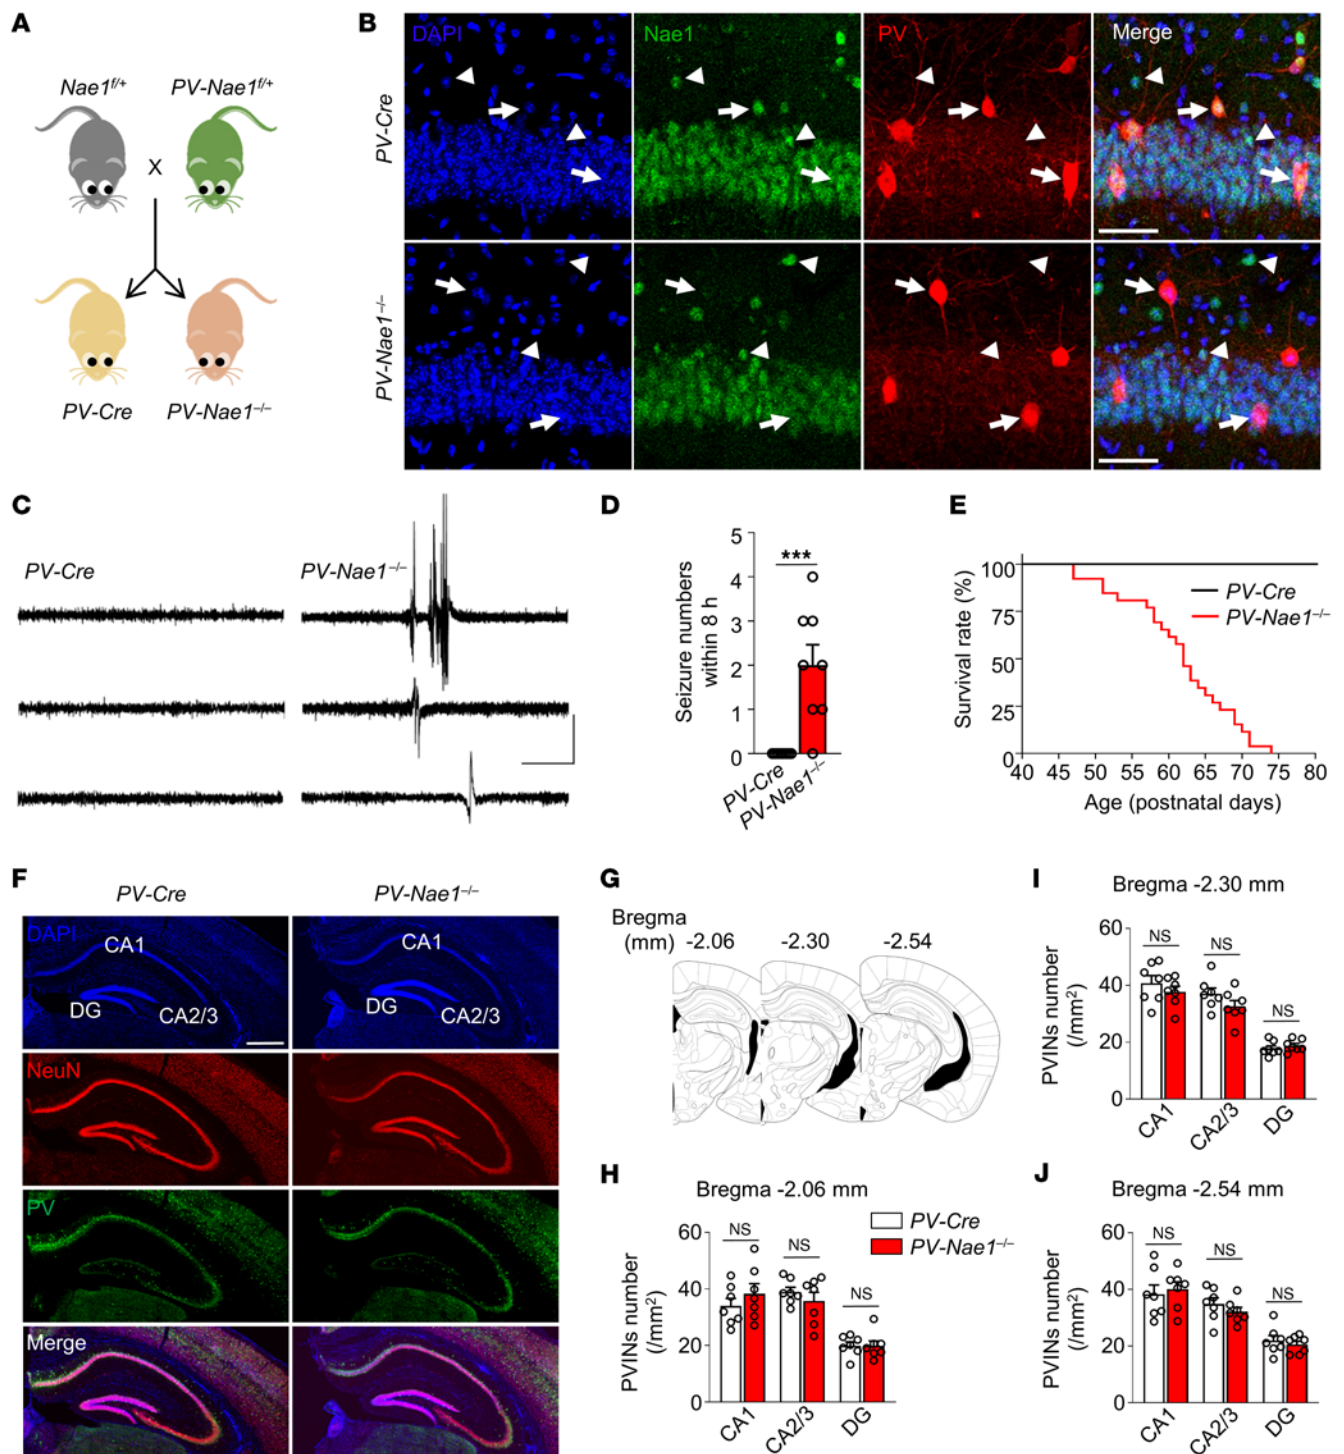 A
Nae1f/+
PV-Nae1f/+
X
PV-Cre
PV-Nae1–/–
B
DAPI
Nae1
PV
Merge
PV-Cre
PV-Nae1–/–
C
PV-Cre
PV-Nae1–/–
D
Seizure numbers
within 8 h
5
4
3
2
1
0
***
PV-Cre
PV-Nae1–/–
E
Survival rate (%)
100
75
50
25
0
PV-Cre
PV-Nae1–/–
40 45 50 55 60 65 70 75 80
Age (postnatal days)
F
PV-Cre
PV-Nae1–/–
DAPI
CA1
DG
CA2/3
CA1
DG
CA2/3
NeuN
PV
Merge
G
Bregma
(mm)
-2.06
-2.30
-2.54
H
Bregma -2.06 mm
PVINs number
(/mm2)
60
40
20
0
NS
NS
NS
CA1
CA2/3
DG
PV-Cre
PV-Nae1–/–
I
Bregma -2.30 mm
PVINs number
(/mm2)
60
40
20
0
NS
NS
NS
CA1
CA2/3
DG
J
Bregma -2.54 mm
PVINs number
(/mm2)
60
40
20
0
NS
NS
NS
CA1
CA2/3
DG